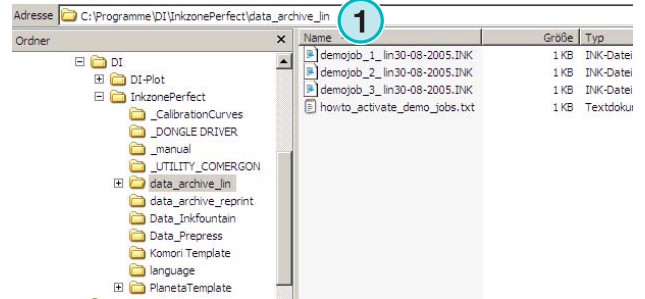 Adresse C:\Programme\DI\InkzonePerfect\data_archive_lin
1
Ordner
Name Größe Typ
DI
DI-Plot
InkzonePerfect
_CalibrationCurves
_DONGLE DRIVER
_manual
_UTILITY_COMERGON
data_archive_lin
data_archive_reprint
Data_Inkfountain
Data_Prepress
Komori Template
language
PlanetaTemplate
demojob_1_lin30-08-2005.INK 1 KB INK-Datei
demojob_2_lin30-08-2005.INK 1 KB INK-Datei
demojob_3_lin30-08-2005.INK 1 KB INK-Datei
howto_activate_demo_jobs.txt 1 KB Textdokur